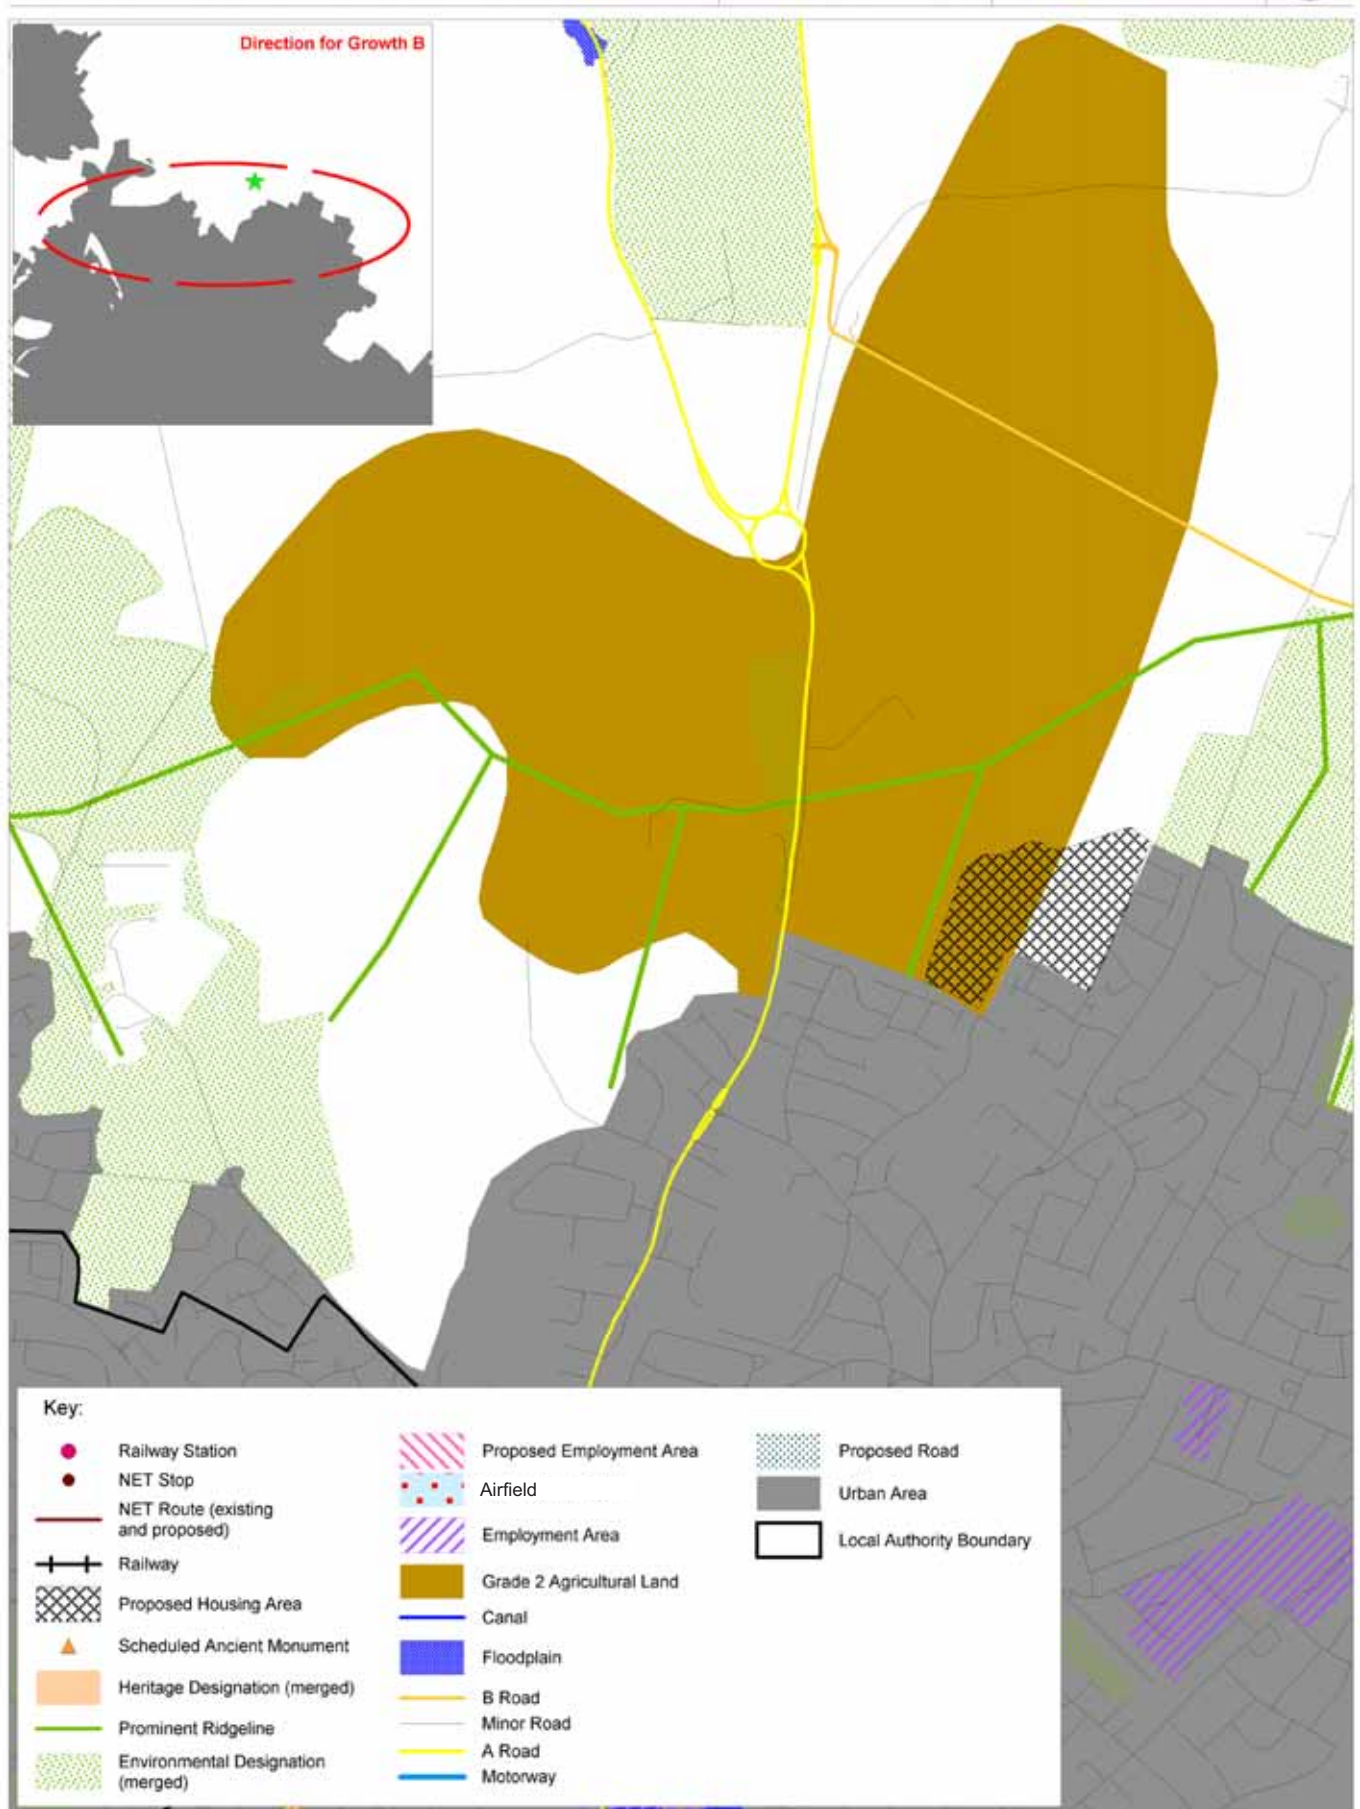 Direction for Growth B
Key:
Railway Station
NET Stop
NET Route (existing
and proposed)
Railway
Proposed Housing Area
Scheduled Ancient Monument
Heritage Designation (merged)
Prominent Ridgeline
Environmental Designation
(merged)
Proposed Employment Area
Airfield
Employment Area
Grade 2 Agricultural Land
Canal
Floodplain
B Road
Minor Road
A Road
Motorway
Proposed Road
Urban Area
Local Authority Boundary